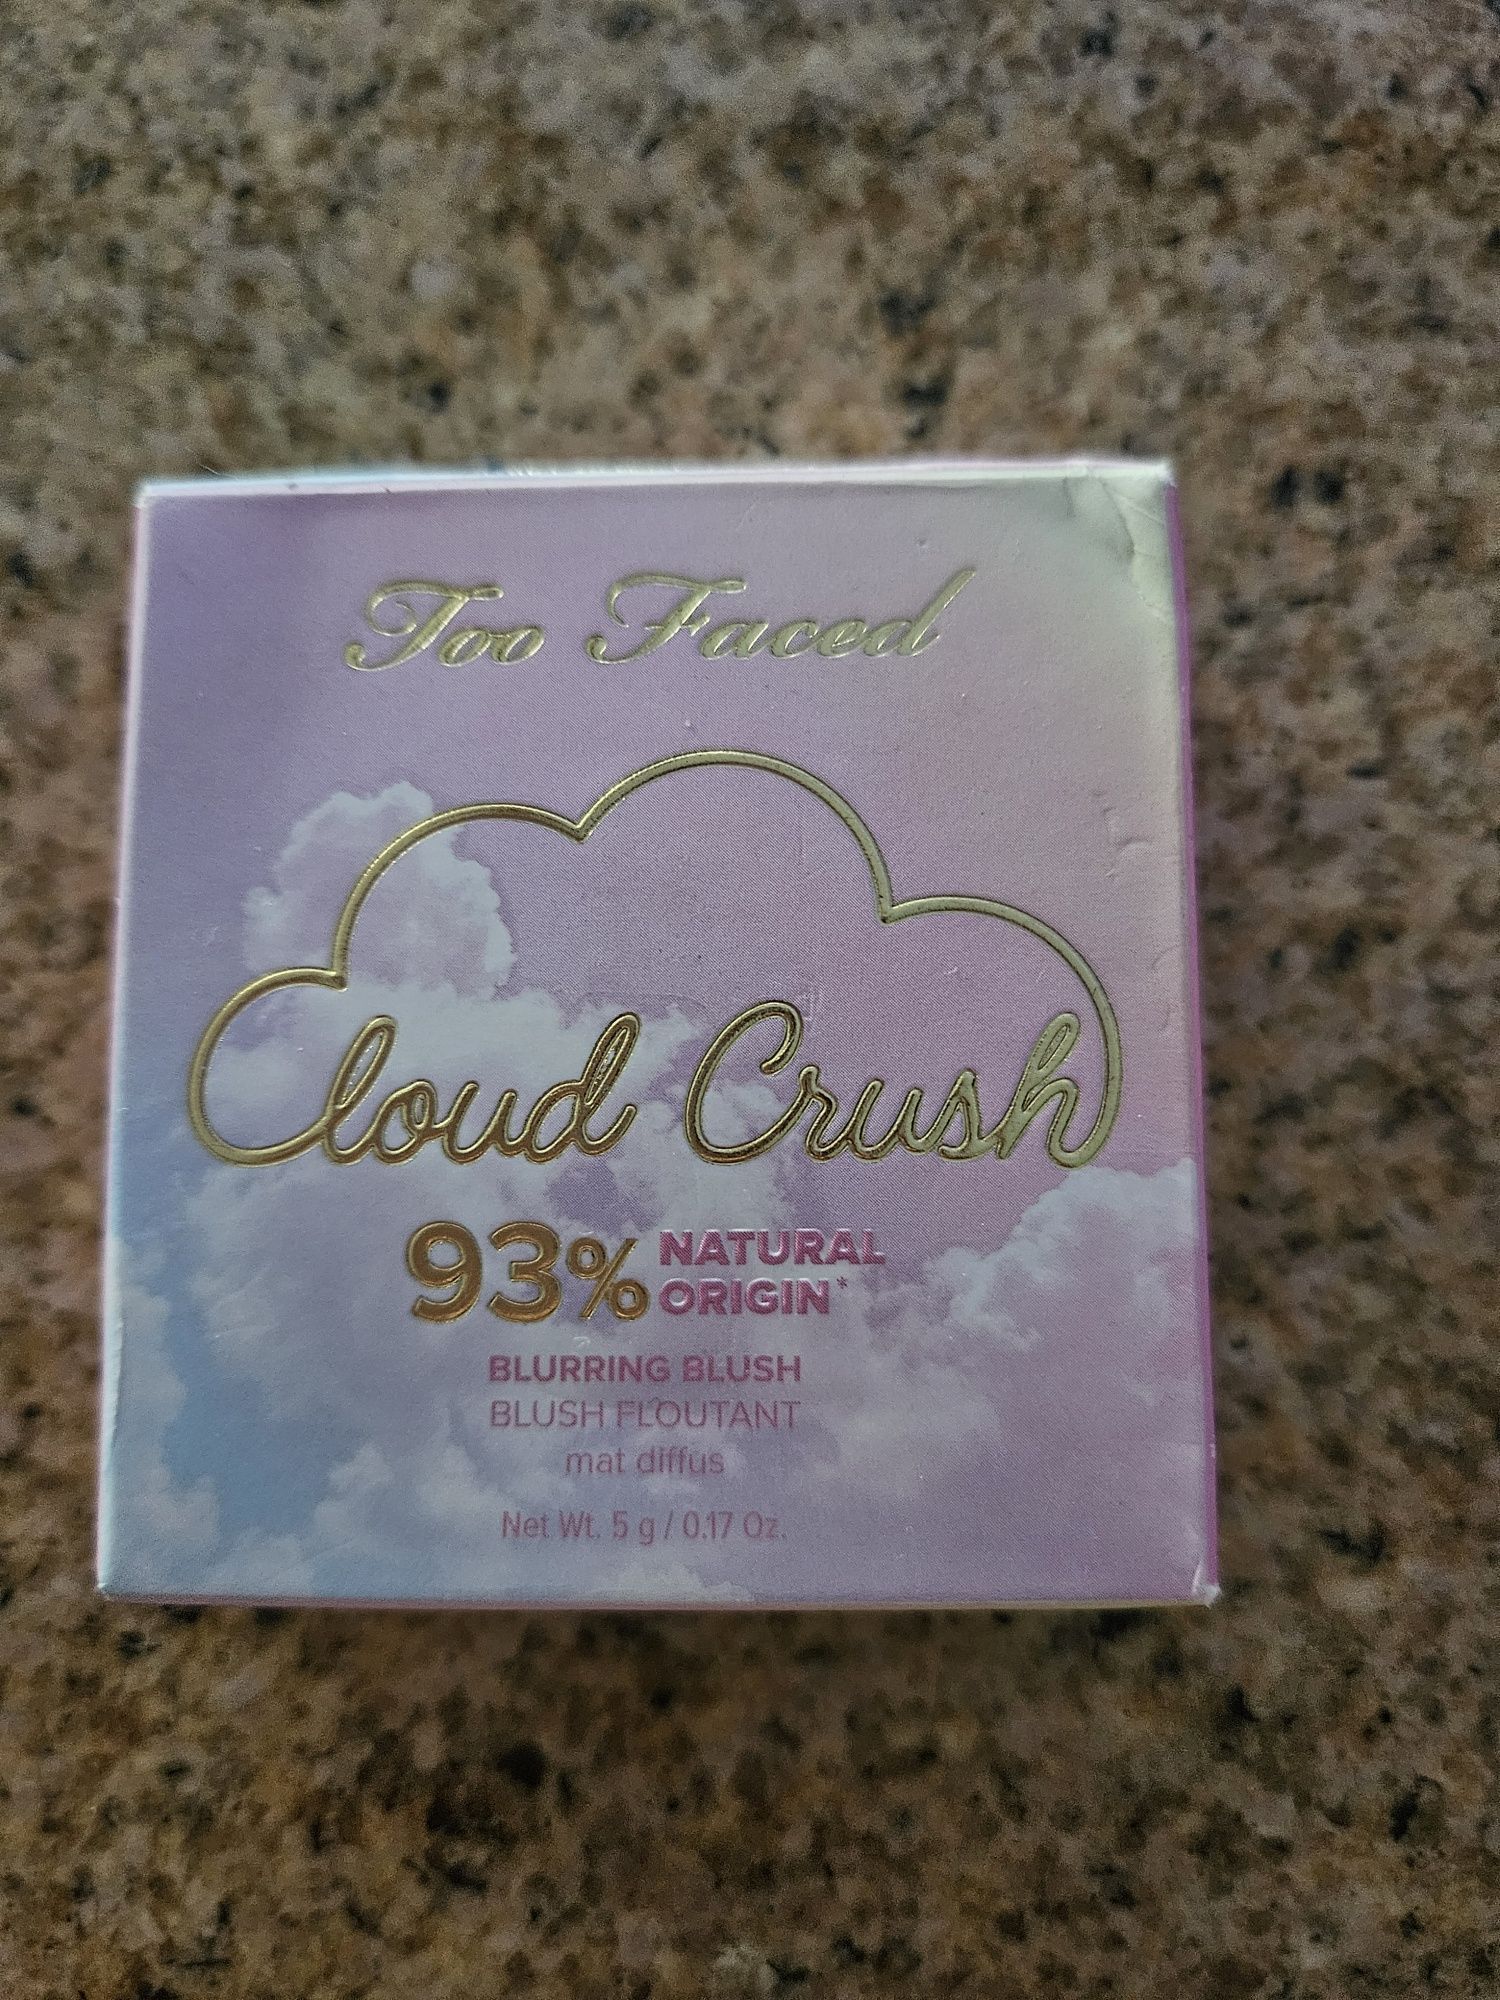 Too Faced
Cloud Crush
93% NATURAL
ORIGIN*
BLURRING BLUSH
BLUSH FLOUTANT
mat diffus
Net Wt. 5 g / 0.17 Oz.